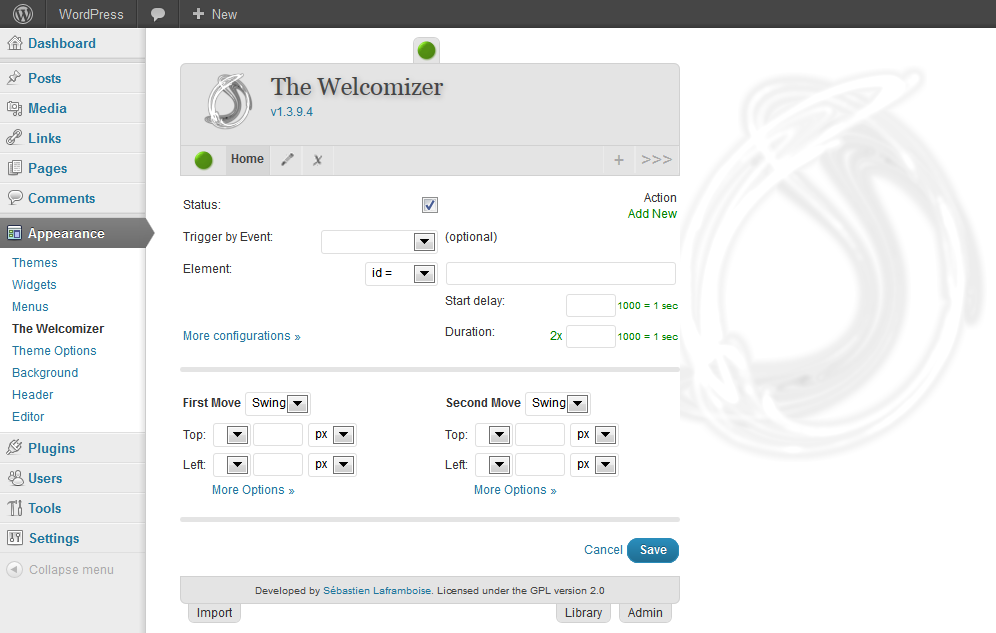 WordPress
New
Dashboard
Posts
Media
Links
Pages
Comments
Appearance
Themes
Widgets
Menus
The Welcomizer
Theme Options
Background
Header
Editor
Plugins
Users
Tools
Settings
Collapse menu
The Welcomizer
v1.3.9.4
Home
x
+ >>>
Status:
Action
Add New
Trigger by Event:
(optional)
Element:
id =
Start delay:
1000 = 1 sec
More configurations »
Duration:
2x
1000 = 1 sec
First Move
Swing
Top:
px
Left:
px
More Options »
Second Move
Swing
Top:
px
Left:
px
More Options »
Cancel
Save
Developed by Sébastien Laframboise. Licensed under the GPL version 2.0
Import
Library
Admin